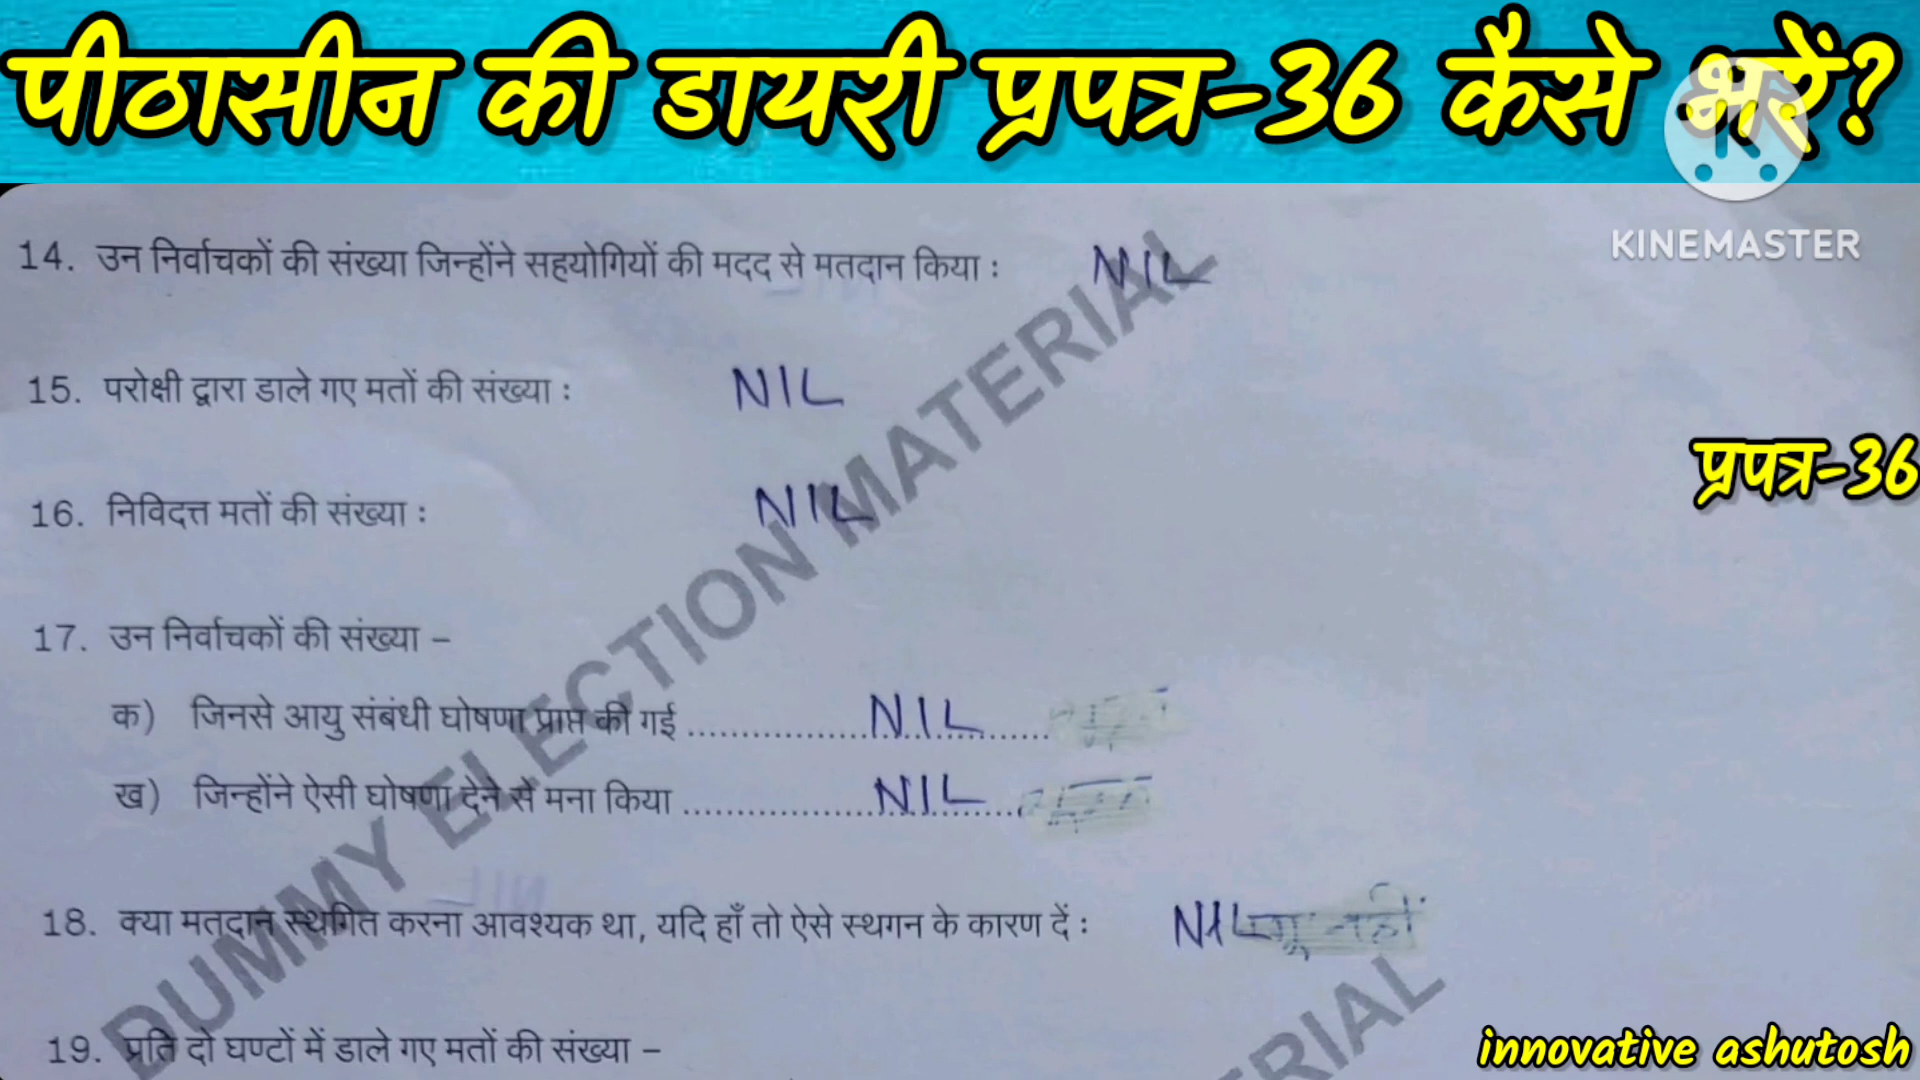 पीठासीन की डायरी प्रपत्र-36 कैसे भरें?
KINEMASTER
14. उन निर्वाचकों की संख्या जिन्होंने सहयोगियों की मदद से मतदान किया : NIL
15. परोक्षी द्वारा डाले गए मतों की संख्या : NIL
प्रपत्र-36
16. निविदत्त मतों की संख्या : NIL
17. उन निर्वाचकों की संख्या –
क) जिनसे आयु संबंधी घोषणा प्राप्त की गई .................NIL..............
ख) जिन्होंने ऐसी घोषणा देने से मना किया .................NIL..............
18. क्या मतदान स्थगित करना आवश्यक था, यदि हाँ तो ऐसे स्थगन के कारण दें : NIL
19. प्रति दो घण्टों में डाले गए मतों की संख्या –
DUMMY ELECTION MATERIAL
ERIAL
innovative ashutosh